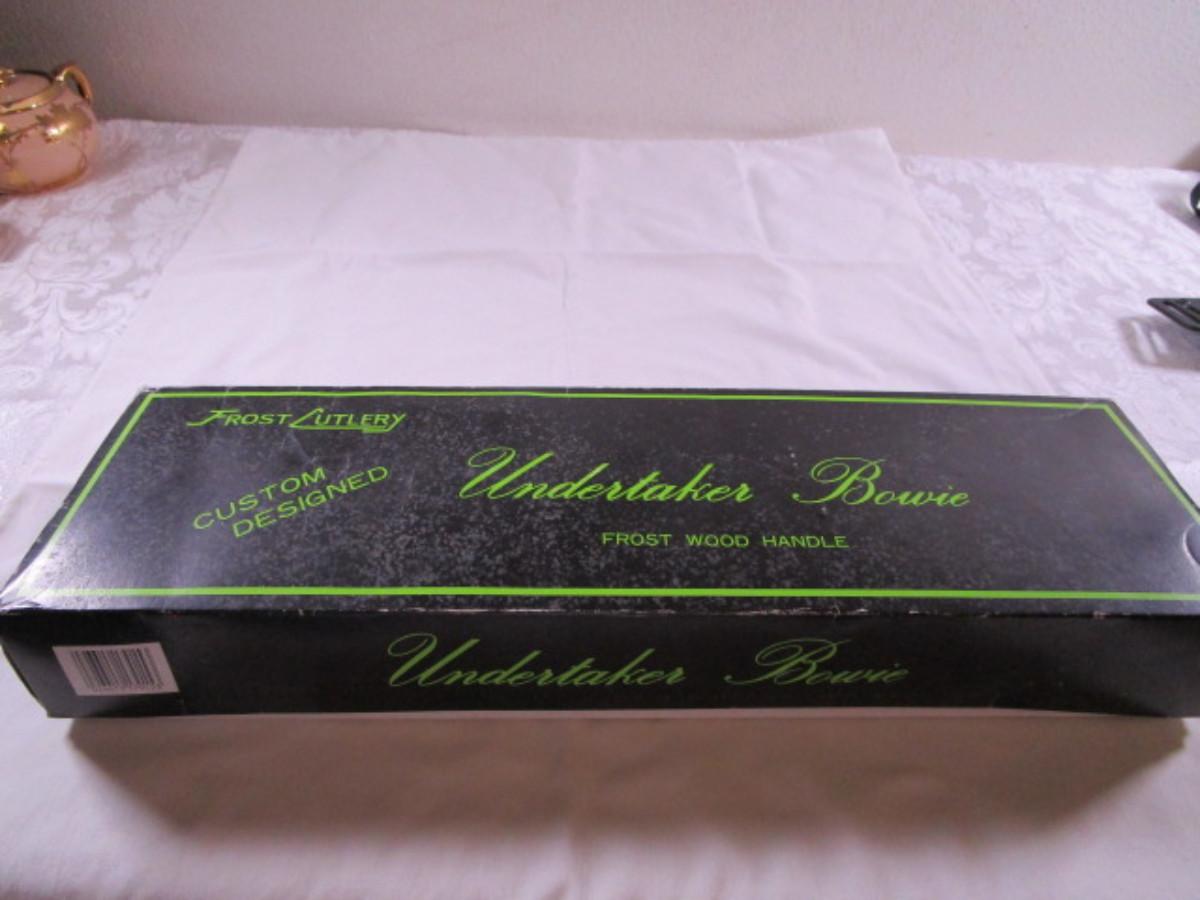 FROST CUTLERY
CUSTOM
DESIGNED
Undertaker Bowie
FROST WOOD HANDLE
Undertaker Bowie